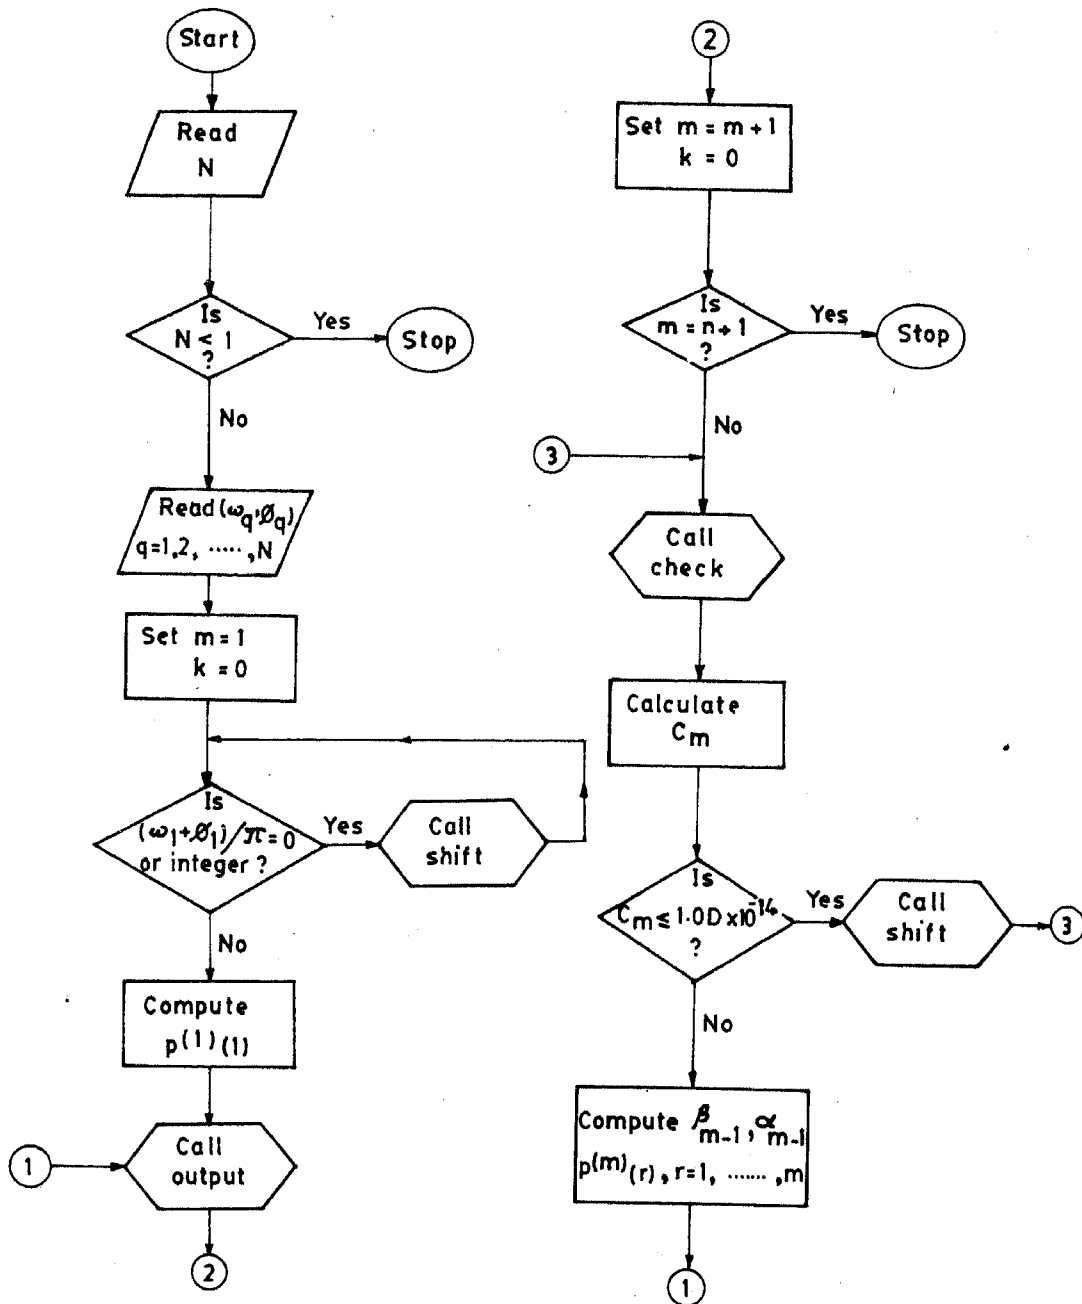 Start
Read
N
Is
N < 1
?
Yes
Stop
No
Read (ω_q, ø_q)
q=1,2, ....., N
Set m = 1
k = 0
Is
(ω_1+ø_1)/π=0
or integer ?
Yes
Call
shift
No
Compute
p^(1)(1)
1
Call
output
2
2
Set m = m + 1
k = 0
Is
m = n + 1
?
Yes
Stop
No
3
Call
check
Calculate
C_m
Is
C_m ≤ 1.0D x10^-14
?
Yes
Call
shift
3
No
Compute β_m-1, α_m-1
p^(m)(r), r=1, ......., m
1